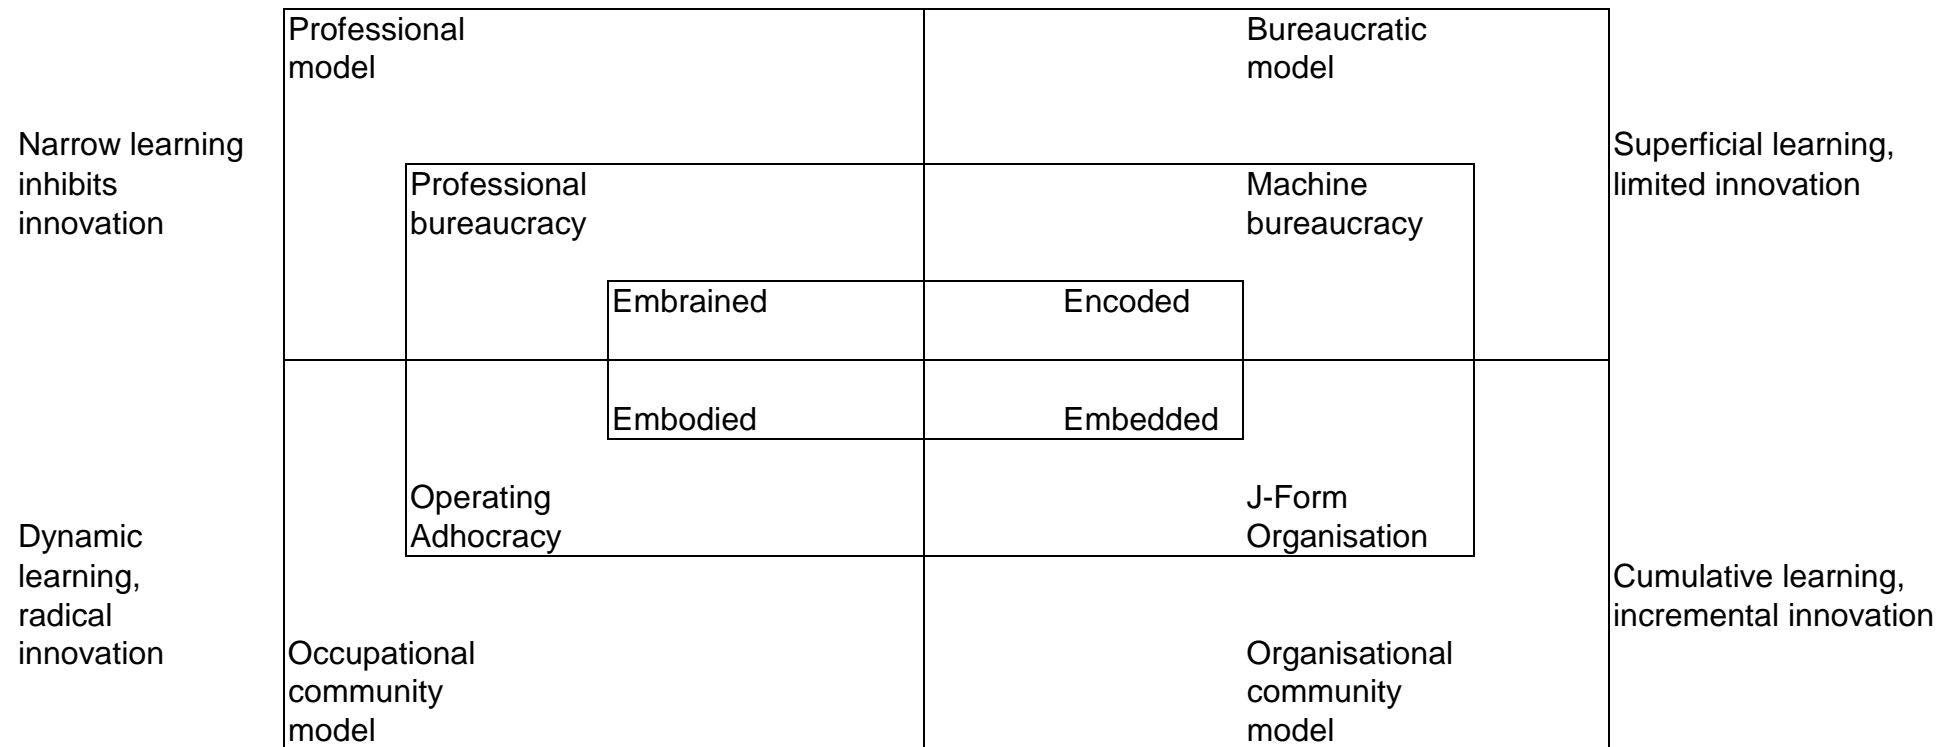 Professional
model
Bureaucratic
model
Narrow learning
inhibits
innovation
Superficial learning,
limited innovation
Professional
bureaucracy
Machine
bureaucracy
Embrained
Encoded
Embodied
Embedded
Operating
Adhocracy
J-Form
Organisation
Dynamic
learning,
radical
innovation
Cumulative learning,
incremental innovation
Occupational
community
model
Organisational
community
model